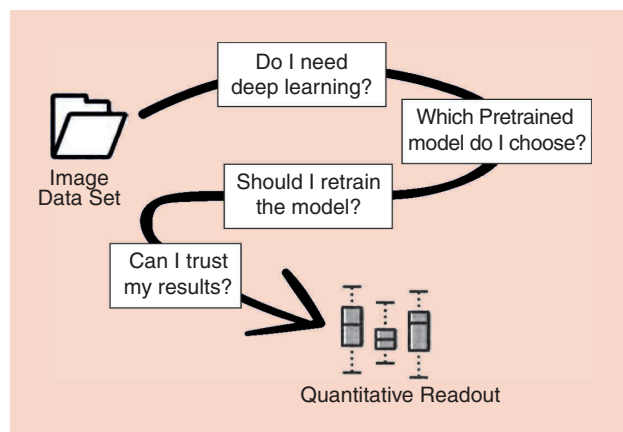 Do I need
deep learning?
Which Pretrained
model do I choose?
Image
Data Set
Should I retrain
the model?
Can I trust
my results?
Quantitative Readout